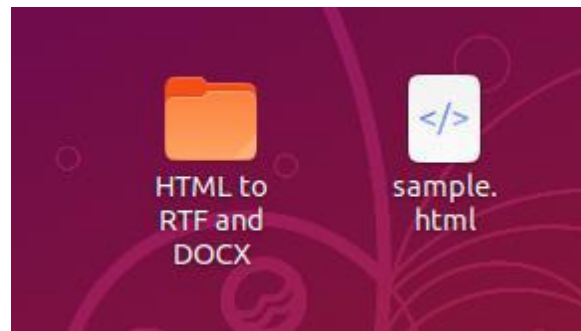 HTML to
RTF and
DOCX
</>
sample.
html